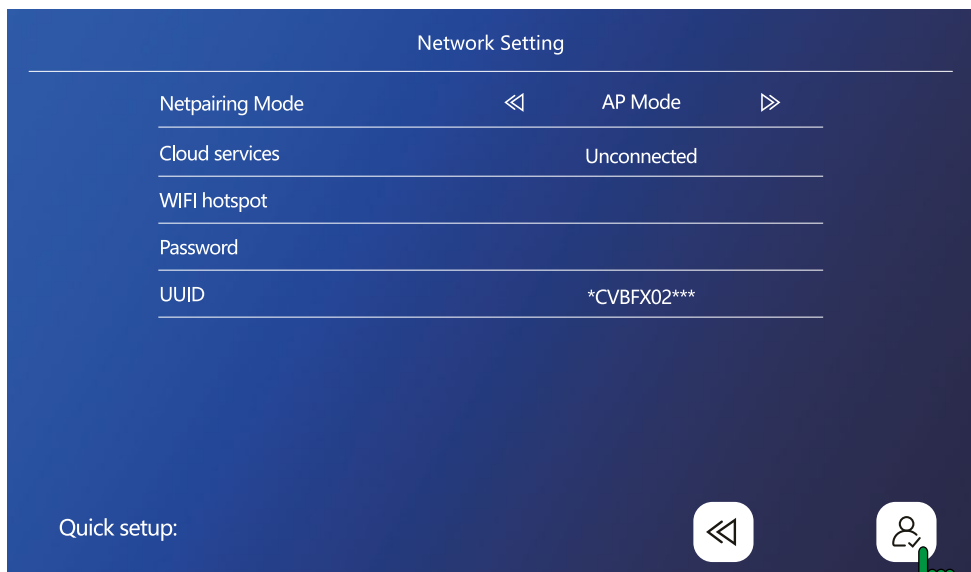 Network Setting
Netpairing Mode AP Mode
Cloud services Unconnected
WIFI hotspot
Password
UUID *CVBFX02***
Quick setup: